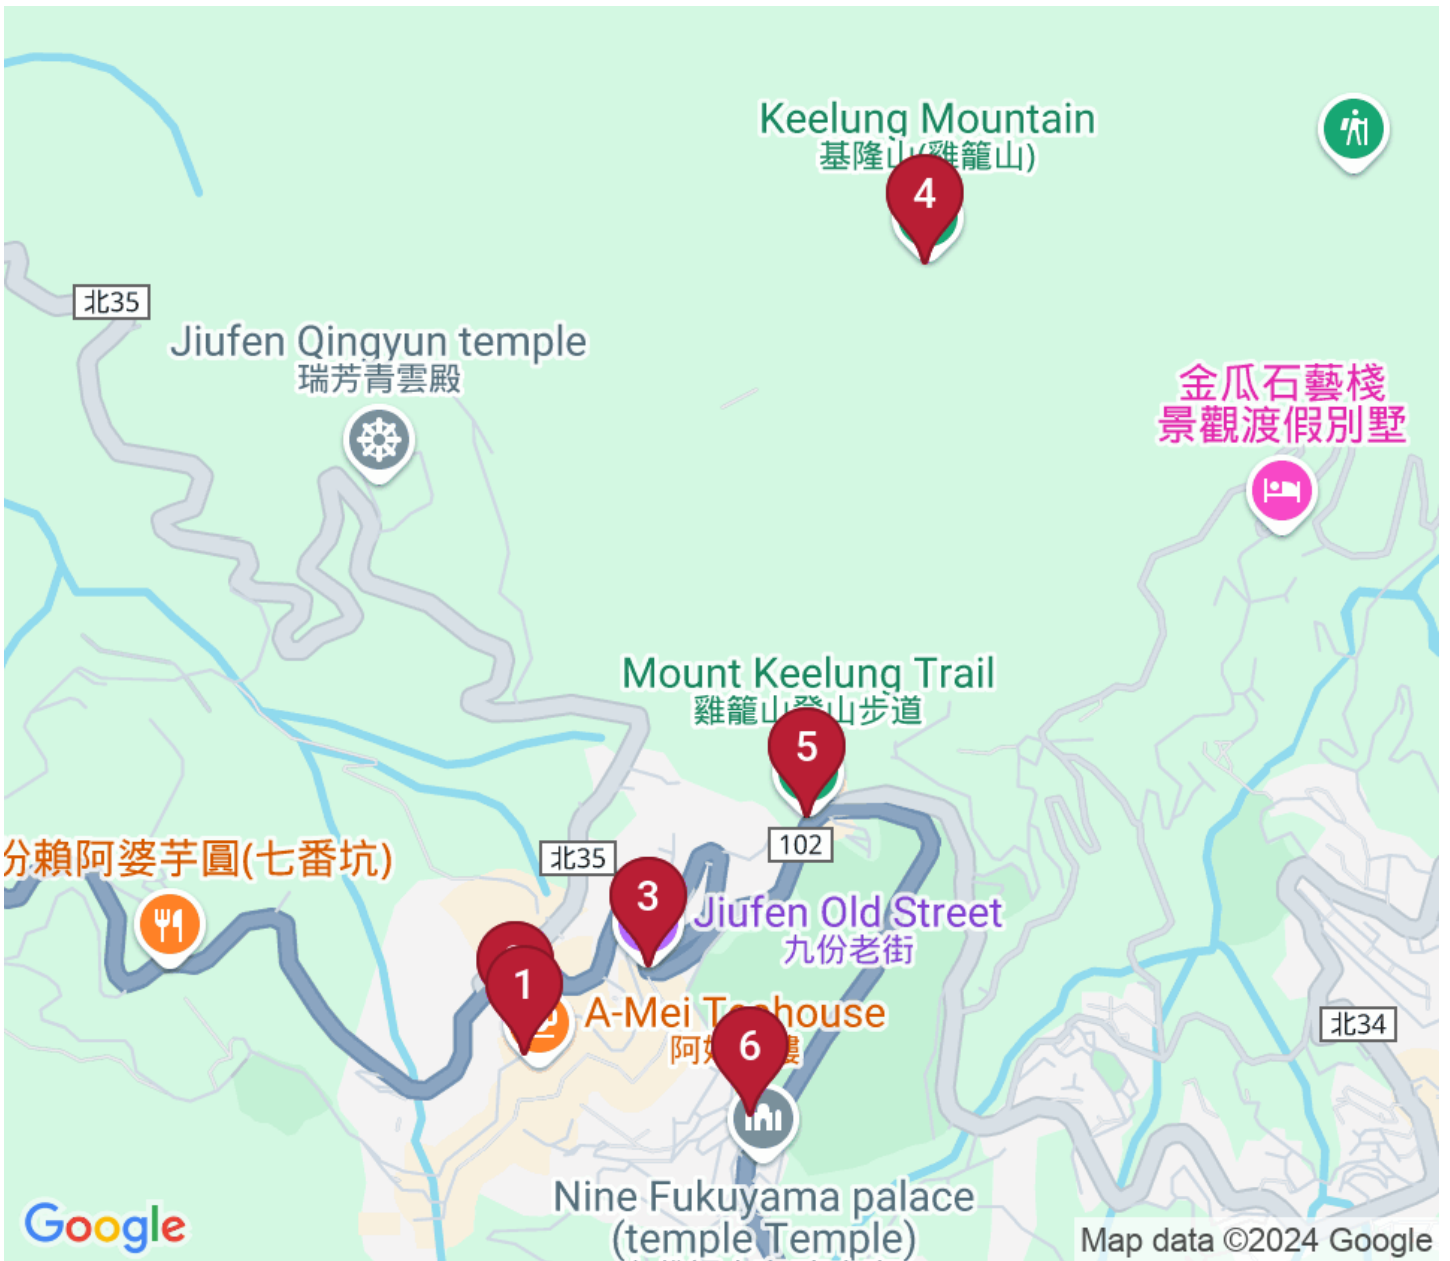 Keelung Mountain
基隆山(雞籠山)
4
北35
Jiufen Qingyun temple
瑞芳青雲殿
金瓜石藝棧
景觀渡假別墅
Mount Keelung Trail
雞籠山登山步道
5
102
北35
份賴阿婆芋圓(七番坑)
3
Jiufen Old Street
九份老街
1
A-Mei Teahouse
6
北34
Nine Fukuyama palace
(temple Temple)
Google
Map data ©2024 Google